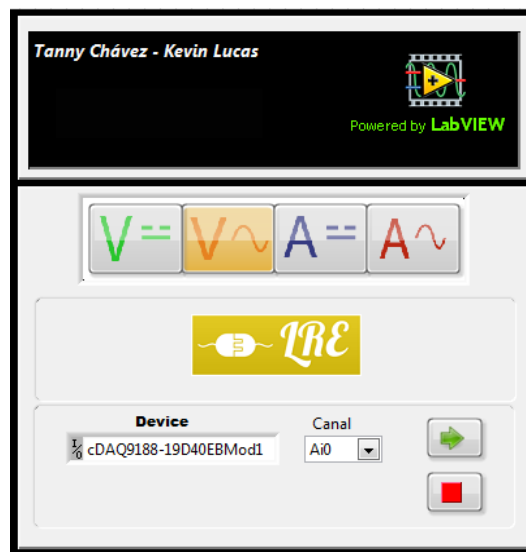 Tanny Chávez - Kevin Lucas
Powered by LabVIEW
V V A A
LRE
Device Canal
I/O cDAQ9188-19D40EBMod1 Ai0